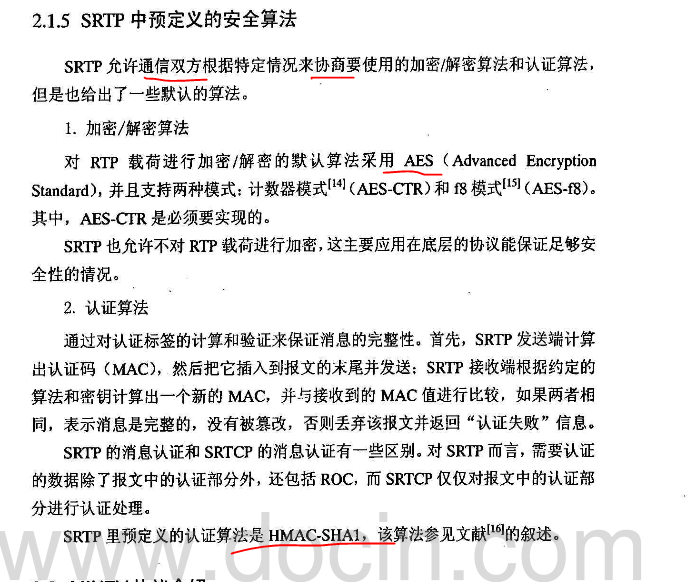 2.1.5 SRTP 中预定义的安全算法
SRTP 允许通信双方根据特定情况来协商要使用的加密/解密算法和认证算法,
但是也给出了一些默认的算法。
1. 加密/解密算法
对 RTP 载荷进行加密/解密的默认算法采用 AES（Advanced Encryption
Standard），并且支持两种模式：计数器模式[14]（AES-CTR）和 f8 模式[15]（AES-f8）。
其中，AES-CTR 是必须要实现的。
SRTP 也允许不对 RTP 载荷进行加密，这主要应用在底层的协议能保证足够安
全性的情况。
2. 认证算法
通过对认证标签的计算和验证来保证消息的完整性。首先，SRTP 发送端计算
出认证码（MAC），然后把它插入到报文的末尾并发送；SRTP 接收端根据约定的
算法和密钥计算出一个新的 MAC，并与接收到的 MAC 值进行比较，如果两者相
同，表示消息是完整的，没有被篡改，否则丢弃该报文并返回“认证失败”信息。
SRTP 的消息认证和 SRTCP 的消息认证有一些区别。对 SRTP 而言，需要认证
的数据除了报文中的认证部分外，还包括 ROC，而 SRTCP 仅仅对报文中的认证部
分进行认证处理。
SRTP 里预定义的认证算法是 HMAC-SHA1，该算法参见文献[16]的叙述。
www.docin.com